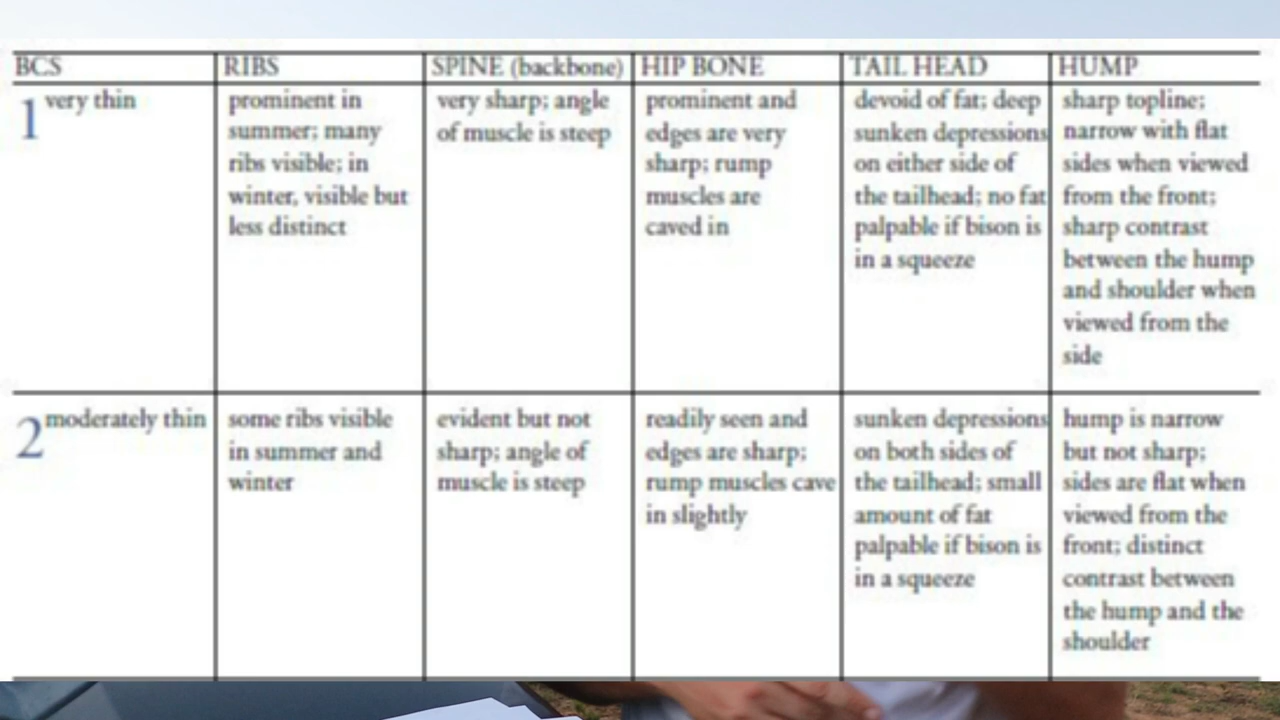 BCS RIBS SPINE (backbone) HIP BONE TAIL HEAD HUMP
1 very thin
prominent in
summer; many
ribs visible; in
winter, visible but
less distinct
very sharp; angle
of muscle is steep
prominent and
edges are very
sharp; rump
muscles are
caved in
devoid of fat; deep
sunken depressions
on either side of
the tailhead; no fat
palpable if bison is
in a squeeze
sharp topline;
narrow with flat
sides when viewed
from the front;
sharp contrast
between the hump
and shoulder when
viewed from the
side
2 moderately thin
some ribs visible
in summer and
winter
evident but not
sharp; angle of
muscle is steep
readily seen and
edges are sharp;
rump muscles cave
in slightly
sunken depressions
on both sides of
the tailhead; small
amount of fat
palpable if bison is
in a squeeze
hump is narrow
but not sharp;
sides are flat when
viewed from the
front; distinct
contrast between
the hump and the
shoulder